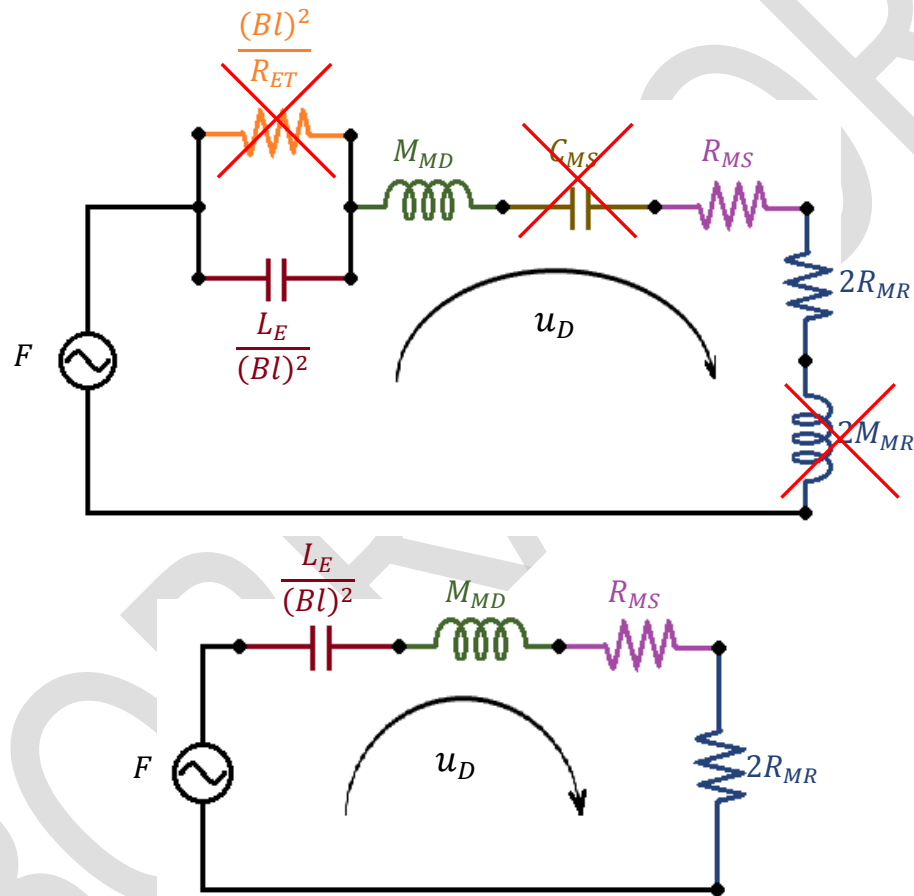 (Bl)²
R_ET
M_MD
C_MS
R_MS
2R_MR
L_E
(Bl)²
u_D
F
2M_MR
L_E
(Bl)²
M_MD
R_MS
F
u_D
2R_MR